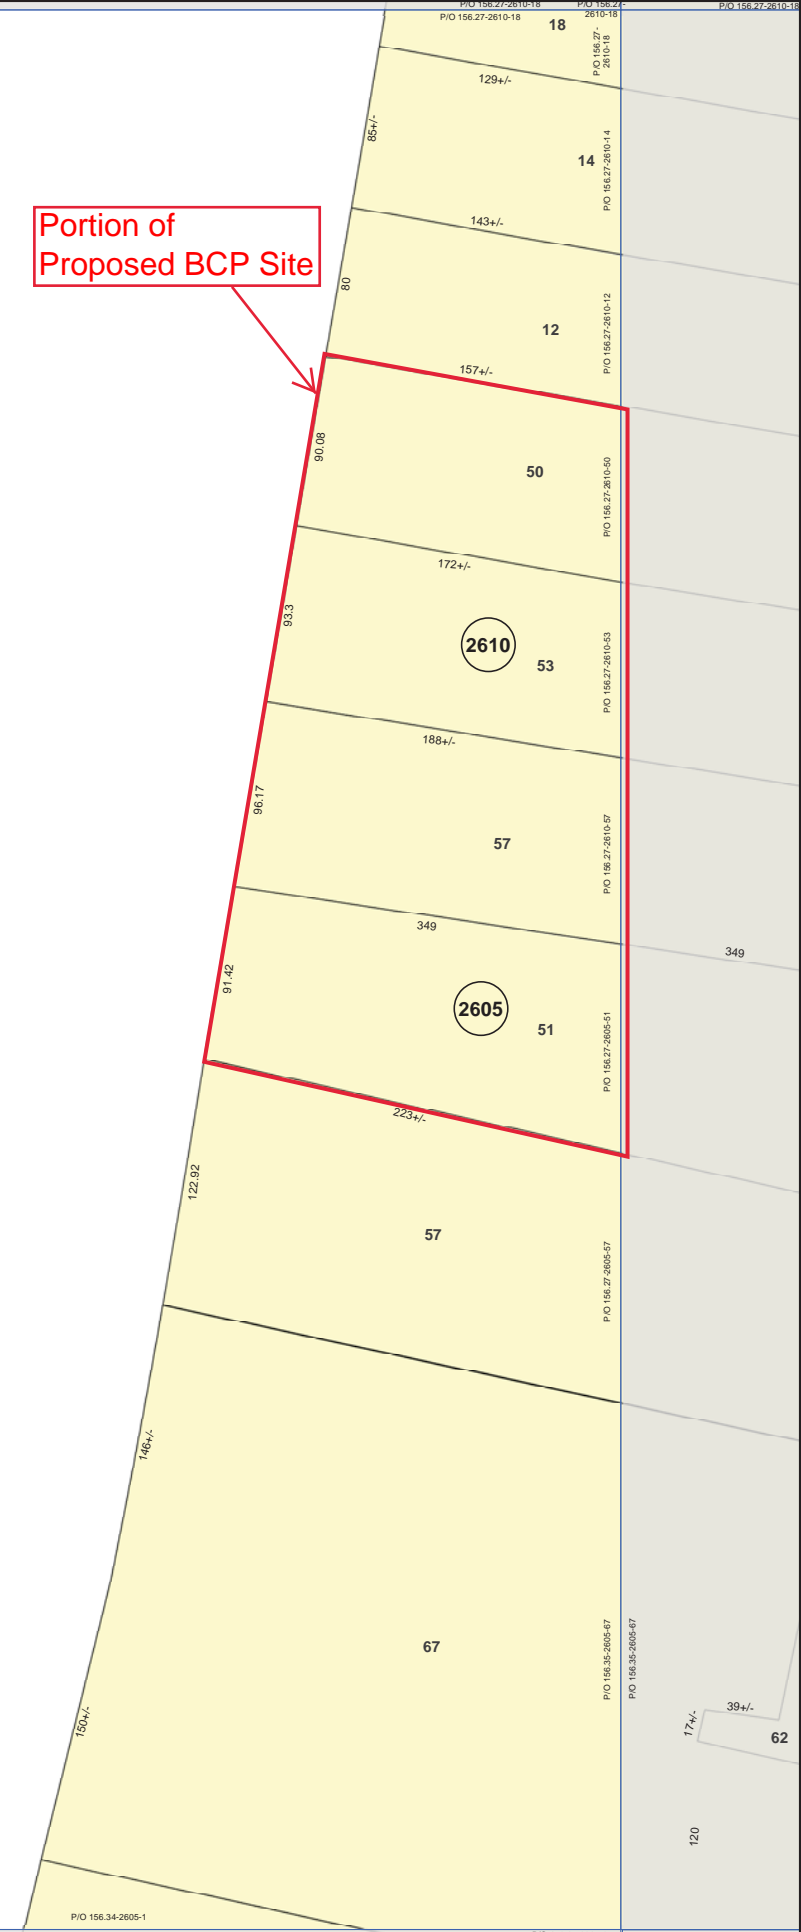 P/O 156.27-2610-18
P/O 156.27-
2610-18
P/O 156.27-2610-18
P/O 156.27-2610-18
18
P/O 156.27-
2610-18
129+/-
85+/-
14
P/O 156.27-2610-14
Portion of
Proposed BCP Site
143+/-
80
12
P/O 156.27-2610-12
157+/-
90.08
50
P/O 156.27-2610-50
172+/-
93.3
2610
53
P/O 156.27-2610-53
188+/-
96.17
57
P/O 156.27-2610-57
349
349
91.42
2605
51
P/O 156.27-2605-51
223+/-
122.92
57
P/O 156.27-2605-57
146+/-
67
P/O 156.35-2605-67
P/O 156.35-2605-67
150+/-
17+/-
39+/-
62
120
P/O 156.34-2605-1